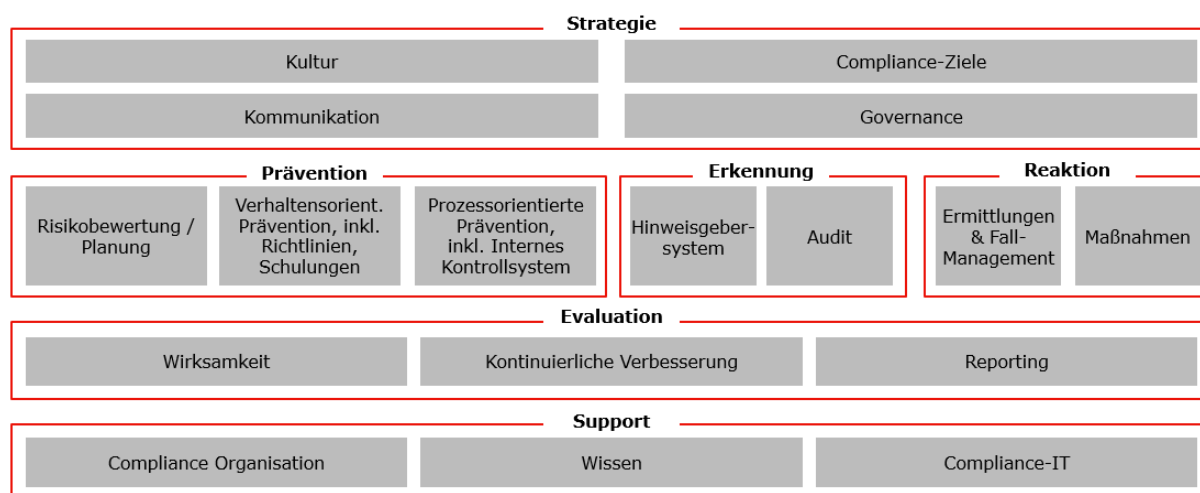 Strategie
Kultur
Compliance-Ziele
Kommunikation
Governance
Prävention
Risikobewertung /
Planung
Verhaltensorient.
Prävention, inkl.
Richtlinien,
Schulungen
Prozessorientierte
Prävention,
inkl. Internes
Kontrollsystem
Erkennung
Hinweisgeber-
system
Audit
Reaktion
Ermittlungen
& Fall-
Management
Maßnahmen
Evaluation
Wirksamkeit
Kontinuierliche Verbesserung
Reporting
Support
Compliance Organisation
Wissen
Compliance-IT